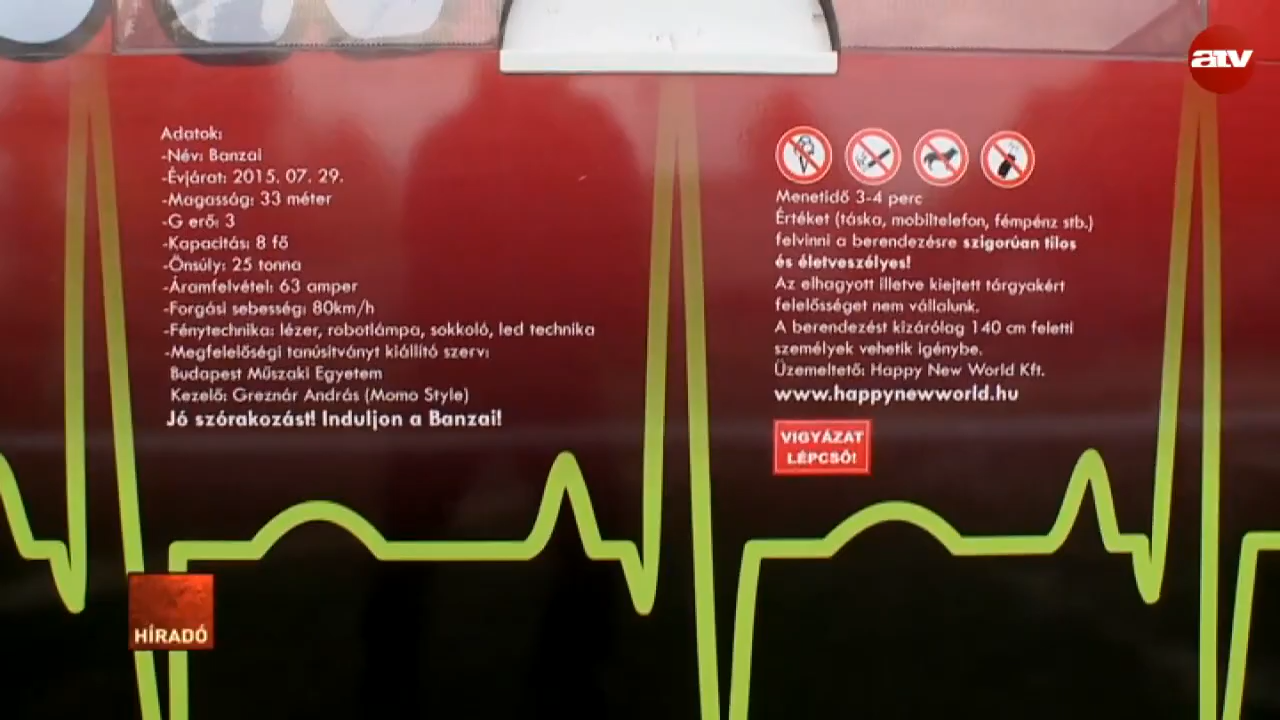 atv
Adatok:
-Név: Banzai
-Évjárat: 2015. 07. 29.
-Magasság: 33 méter
-G erő: 3
-Kapacitás: 8 fő
-Önsúly: 25 tonna
-Áramfelvétel: 63 amper
-Forgási sebesség: 80km/h
-Fénytechnika: lézer, robotlámpa, sokkoló, led technika
-Megfelelőségi tanúsítványt kiállító szerv:
Budapest Műszaki Egyetem
Kezelő: Greznár András (Momo Style)
Jó szórakozást! Induljon a Banzai!
Menetidő 3-4 perc
Értéket (táska, mobiltelefon, fémpénz stb.)
felvinni a berendezésre szigorúan tilos
és életveszélyes!
Az elhagyott illetve kiejtett tárgyakért
felelősséget nem vállalunk.
A berendezést kizárólag 140 cm feletti
személyek vehetik igénybe.
Üzemeltető: Happy New World Kft.
www.happynewworld.hu
VIGYÁZAT
LÉPCSŐ!
HÍRADÓ